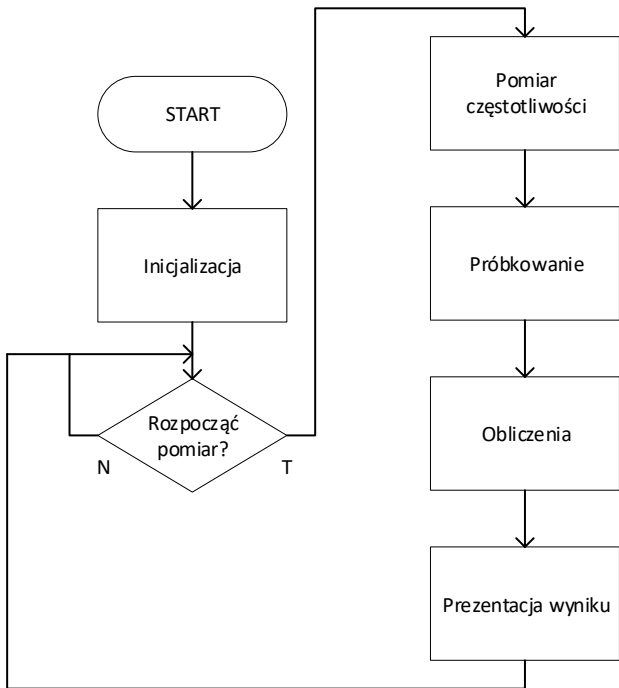 START
Inicjalizacja
Rozpocząć
pomiar?
N
T
Pomiar
częstotliwości
Próbkowanie
Obliczenia
Prezentacja wyniku